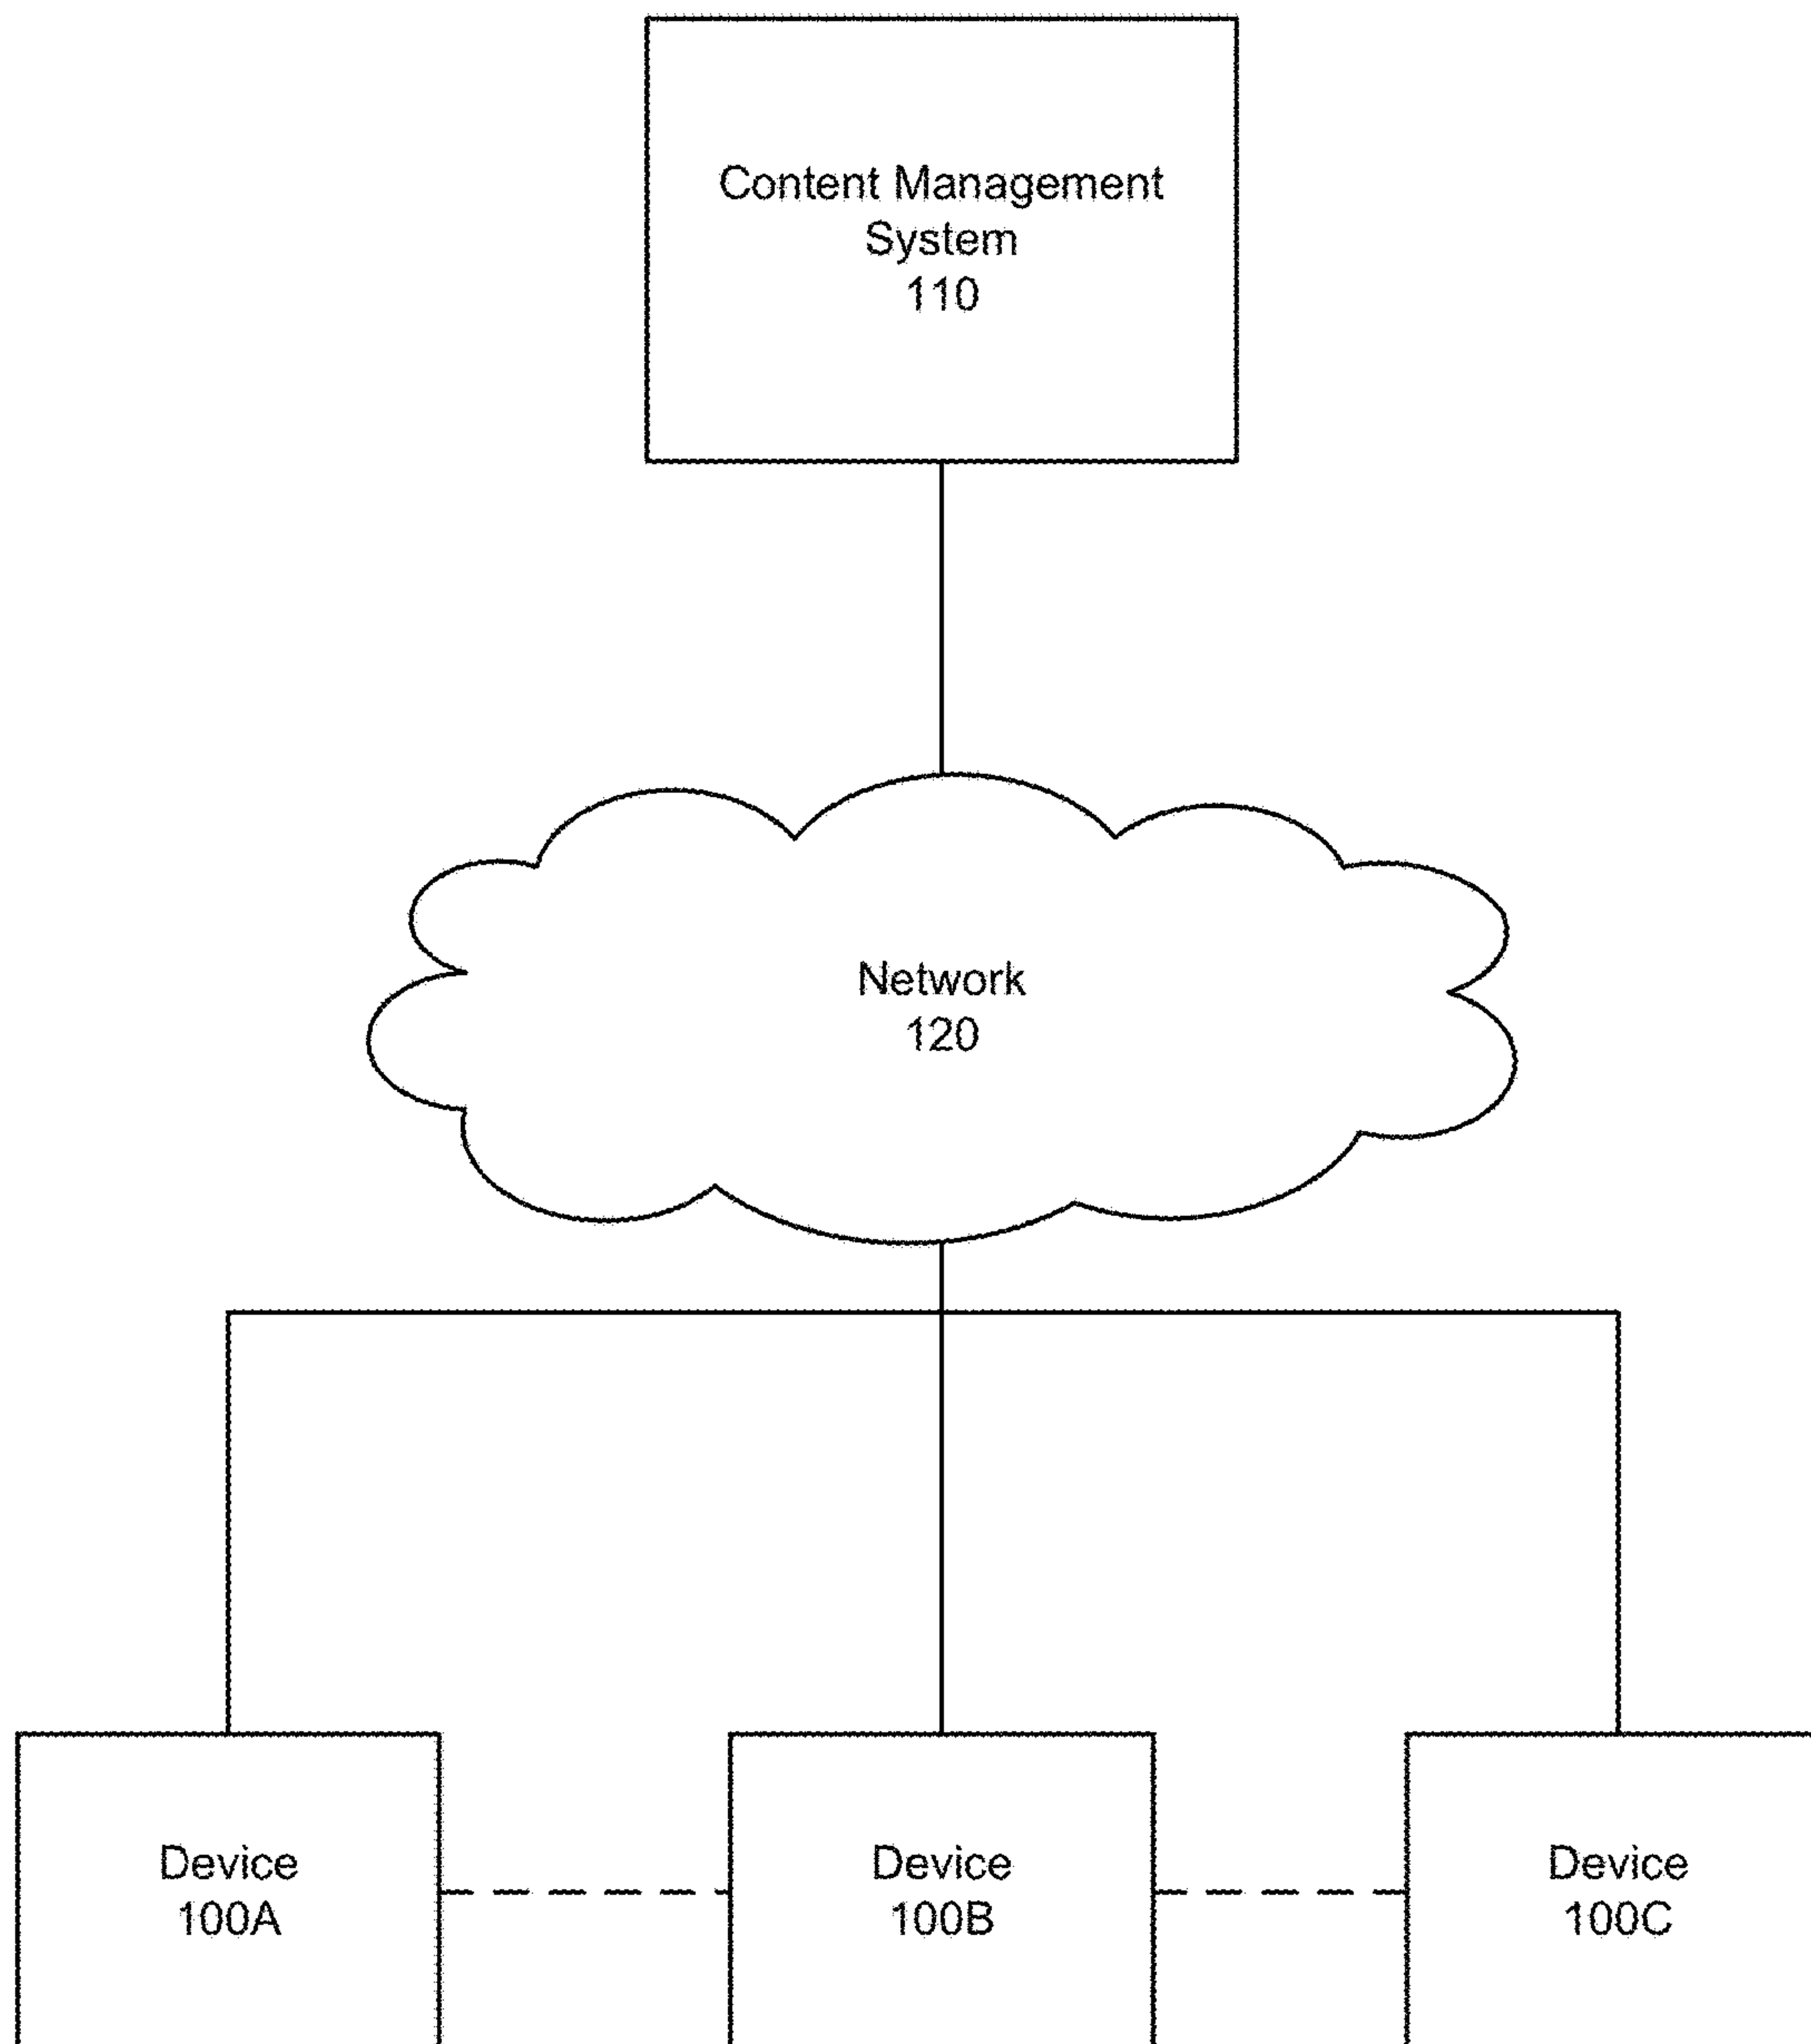 Content Management
System
110
Network
120
Device
100A
Device
100B
Device
100C